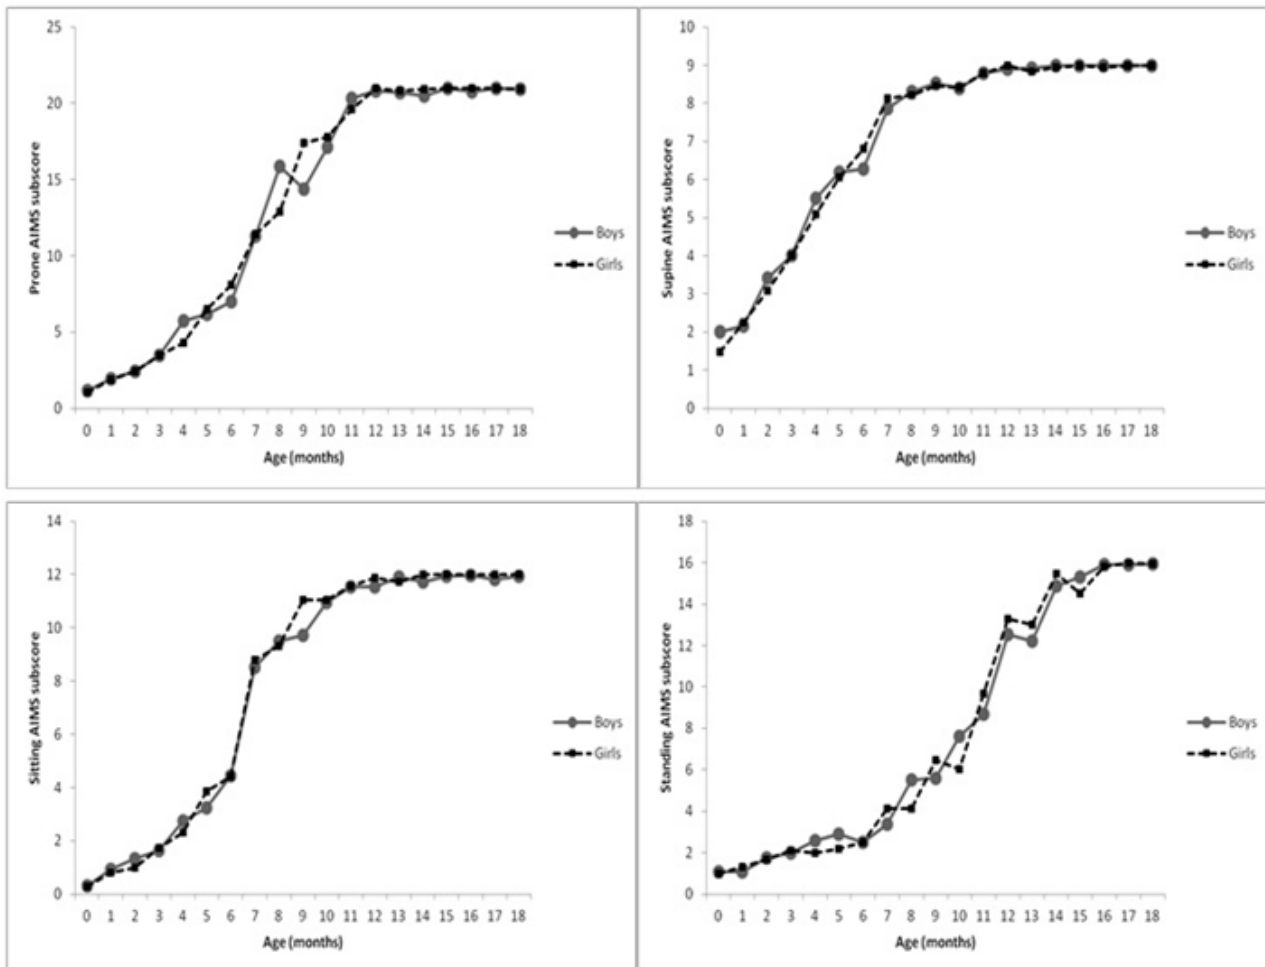 25
20
15
10
5
0
Prone AIMS subscore
0 1 2 3 4 5 6 7 8 9 10 11 12 13 14 15 16 17 18
Age (months)
Boys
Girls
10
9
8
7
6
5
4
3
2
1
0
Supine AIMS subscore
0 1 2 3 4 5 6 7 8 9 10 11 12 13 14 15 16 17 18
Age (months)
Boys
Girls
14
12
10
8
6
4
2
0
Sitting AIMS subscore
0 1 2 3 4 5 6 7 8 9 10 11 12 13 14 15 16 17 18
Age (months)
Boys
Girls
18
16
14
12
10
8
6
4
2
0
Standing AIMS subscore
0 1 2 3 4 5 6 7 8 9 10 11 12 13 14 15 16 17 18
Age (months)
Boys
Girls